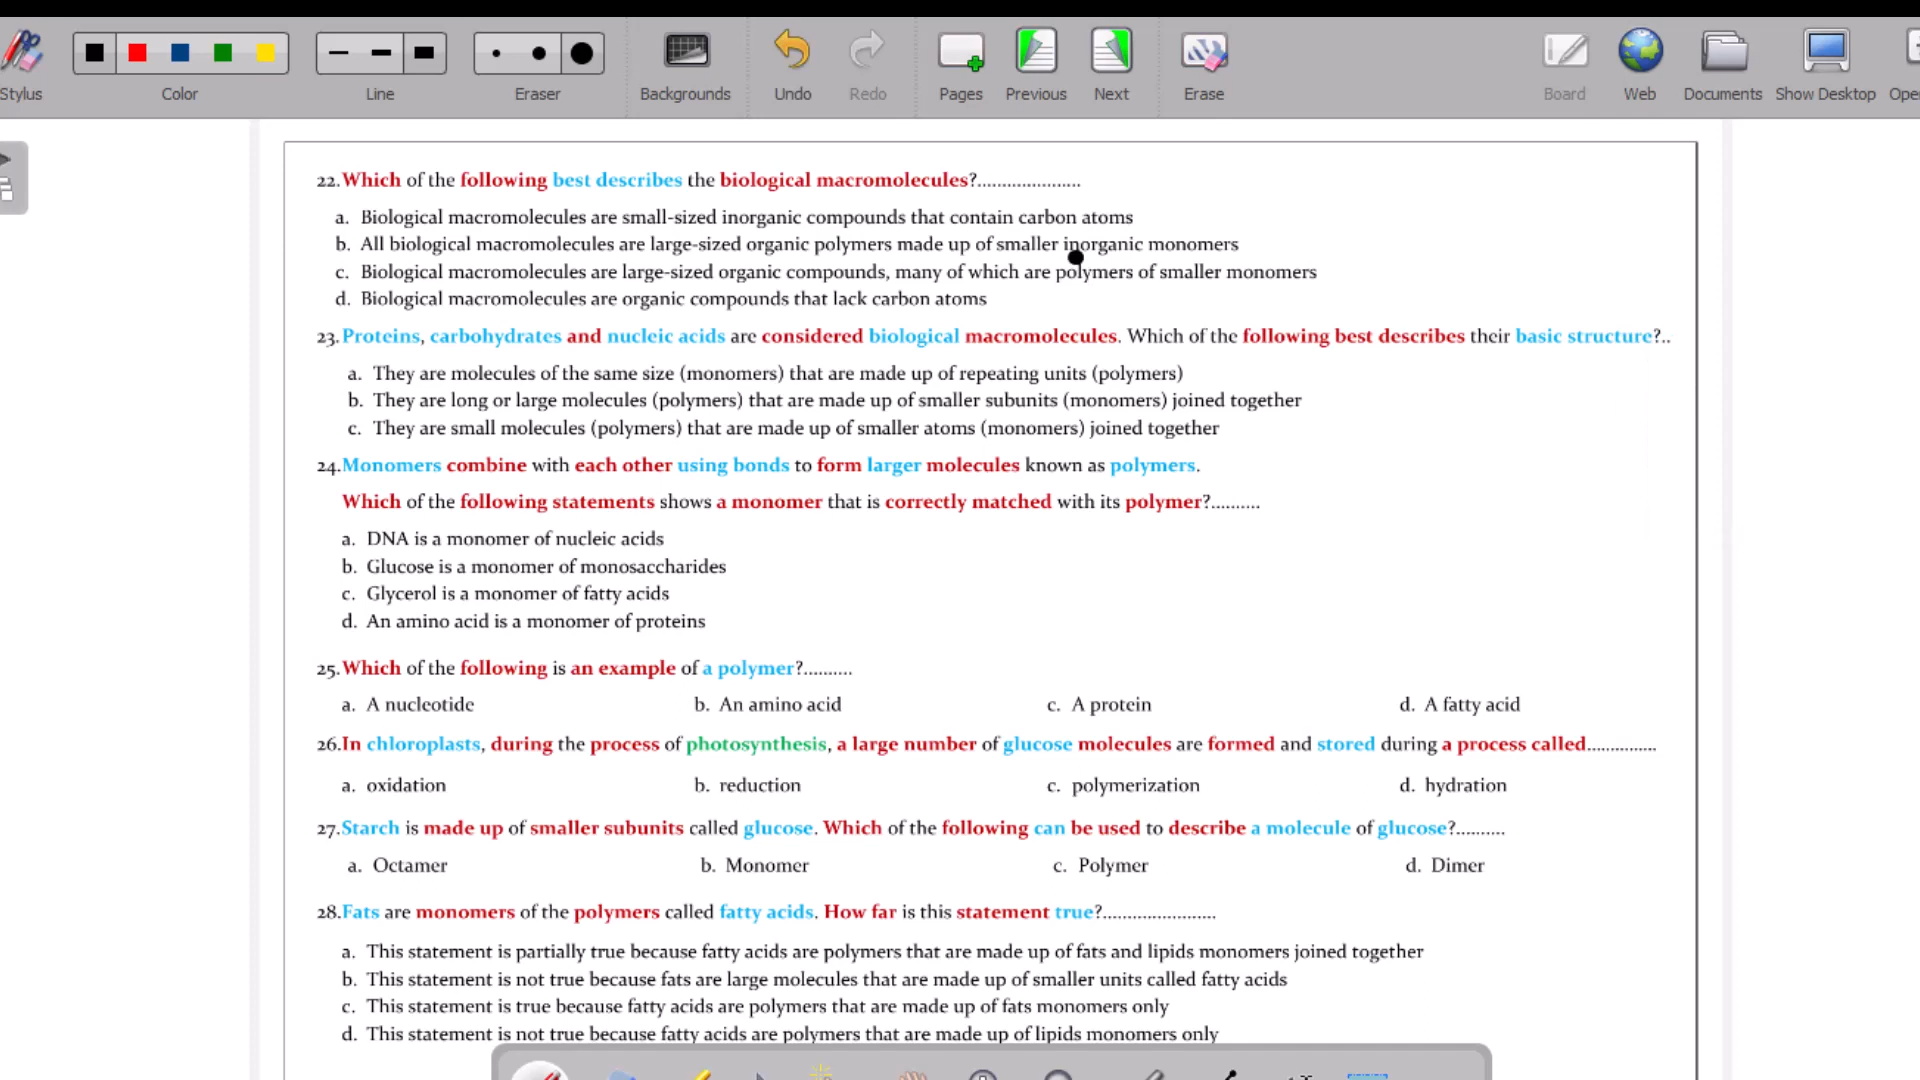 Stylus
Color
Line
Eraser
Backgrounds
Undo
Redo
Pages
Previous
Next
Erase
Board
Web
Documents
Show Desktop
22.Which of the following best describes the biological macromolecules?.....................
a. Biological macromolecules are small-sized inorganic compounds that contain carbon atoms
b. All biological macromolecules are large-sized organic polymers made up of smaller inorganic monomers
c. Biological macromolecules are large-sized organic compounds, many of which are polymers of smaller monomers
d. Biological macromolecules are organic compounds that lack carbon atoms
23.Proteins, carbohydrates and nucleic acids are considered biological macromolecules. Which of the following best describes their basic structure?..
a. They are molecules of the same size (monomers) that are made up of repeating units (polymers)
b. They are long or large molecules (polymers) that are made up of smaller subunits (monomers) joined together
c. They are small molecules (polymers) that are made up of smaller atoms (monomers) joined together
24.Monomers combine with each other using bonds to form larger molecules known as polymers.
Which of the following statements shows a monomer that is correctly matched with its polymer?..........
a. DNA is a monomer of nucleic acids
b. Glucose is a monomer of monosaccharides
c. Glycerol is a monomer of fatty acids
d. An amino acid is a monomer of proteins
25.Which of the following is an example of a polymer?..........
a. A nucleotide b. An amino acid c. A protein d. A fatty acid
26.In chloroplasts, during the process of photosynthesis, a large number of glucose molecules are formed and stored during a process called..............
a. oxidation b. reduction c. polymerization d. hydration
27.Starch is made up of smaller subunits called glucose. Which of the following can be used to describe a molecule of glucose?..........
a. Octamer b. Monomer c. Polymer d. Dimer
28.Fats are monomers of the polymers called fatty acids. How far is this statement true?.......................
a. This statement is partially true because fatty acids are polymers that are made up of fats and lipids monomers joined together
b. This statement is not true because fats are large molecules that are made up of smaller units called fatty acids
c. This statement is true because fatty acids are polymers that are made up of fats monomers only
d. This statement is not true because fatty acids are polymers that are made up of lipids monomers only